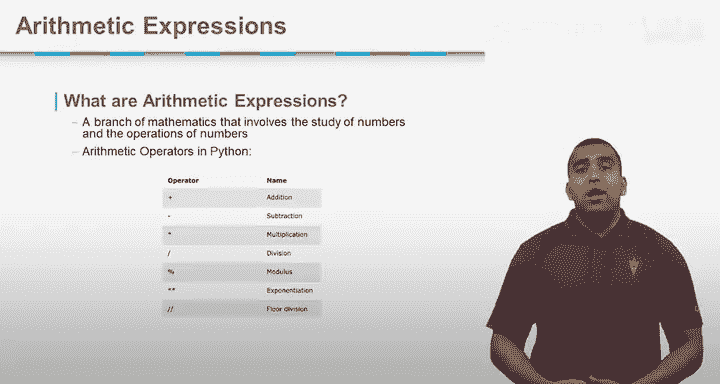 Arithmetic Expressions
What are Arithmetic Expressions?
– A branch of mathematics that involves the study of numbers
and the operations of numbers
– Arithmetic Operators in Python:
Operator Name
+ Addition
- Subtraction
* Multiplication
/ Division
% Modulus
** Exponentiation
// Floor division